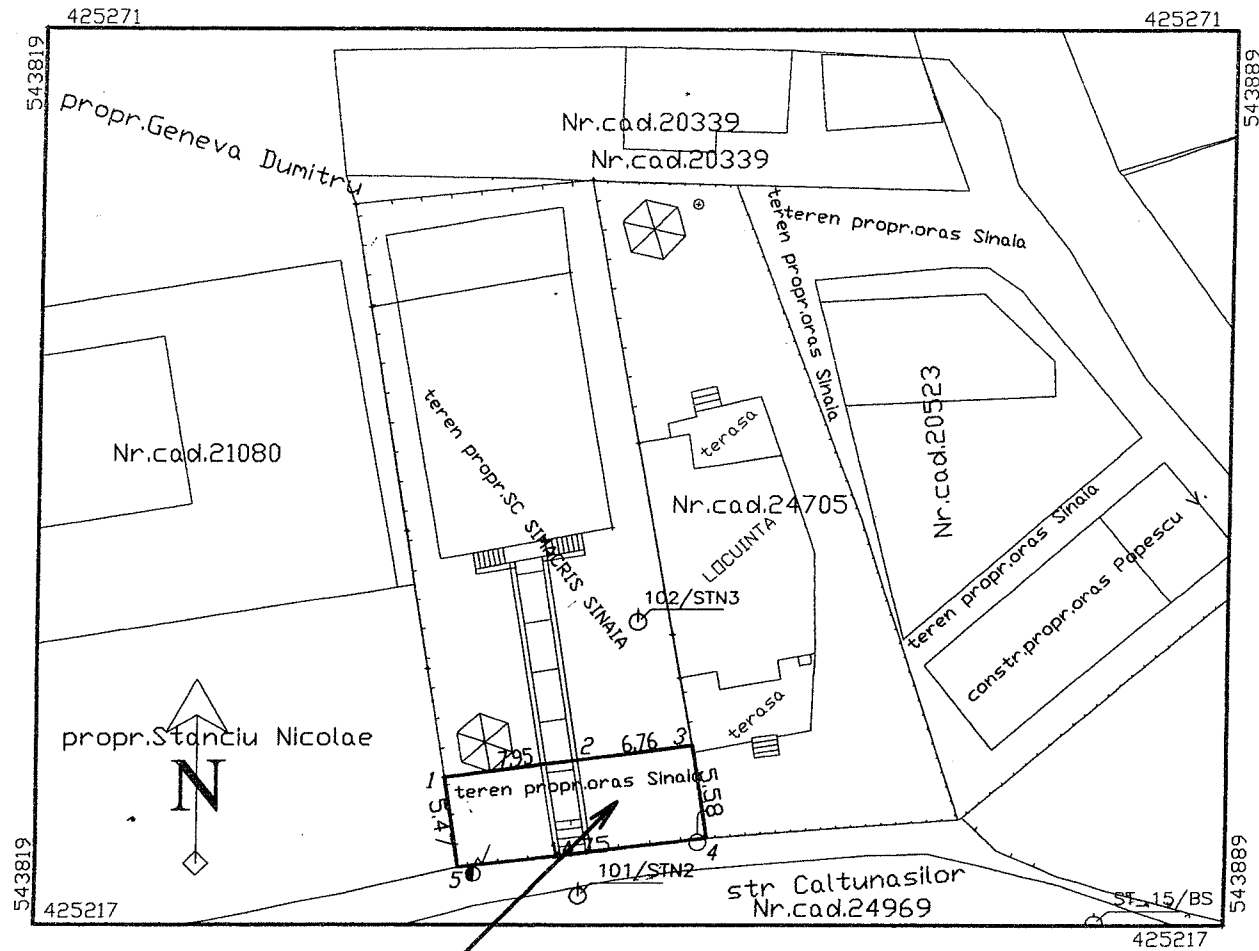 425271
425271
543819
543889
propr.Geneva Dumitru
Nr.cad.20339
Nr.cad.20339
teren propr.oras Sinaia
teren propr.oras Sinaia
Nr.cad.21080
teren propr.SC SIMACRIS SINAIA
terasa
Nr.cad.24705
LOCUINTA
Nr.cad.20523
teren propr.oras Sinaia
constr.propr.oras Popescu V.
102/STN3
propr.Stanciu Nicolae
N
terasa
1
7.95
2
6.76
3
teren propr.oras Sinaia
5.47
5.58
5
4
101/STN2
str Caltunasilor
Nr.cad.24969
ST_15/BS
543819
543889
425217
425217